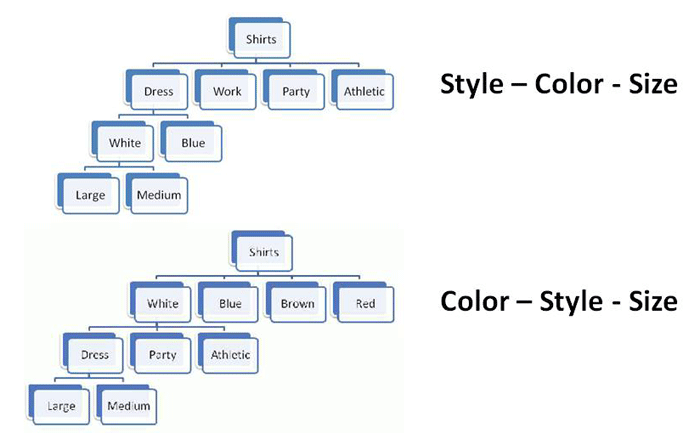 Shirts
Dress Work Party Athletic
Style – Color - Size
White Blue
Large Medium
Shirts
White Blue Brown Red
Color – Style - Size
Dress Party Athletic
Large Medium